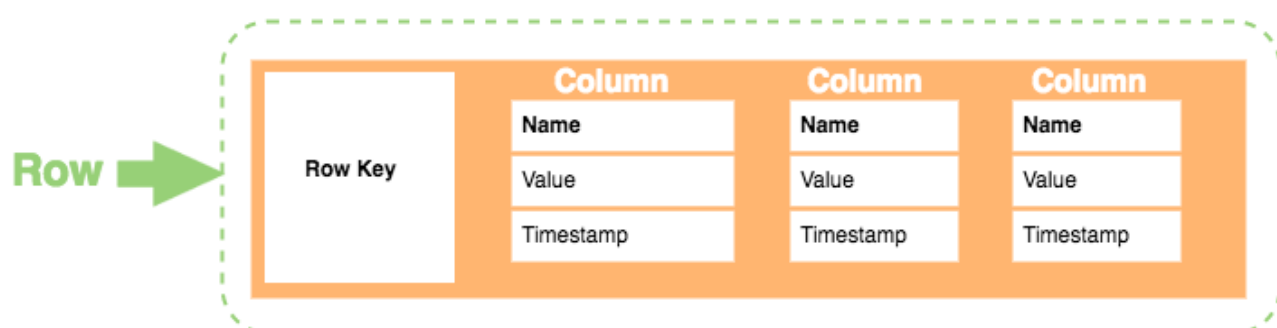 Column Column Column
Name Name Name
Row Row Key Value Value Value
Timestamp Timestamp Timestamp